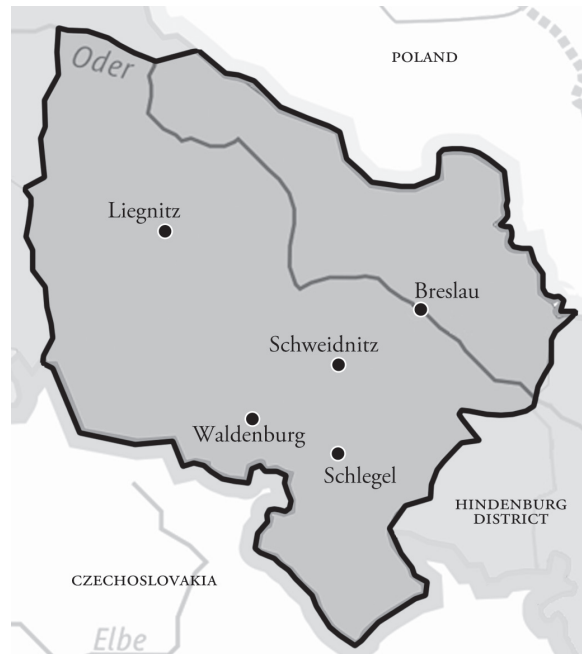 POLAND
Oder
Liegnitz
Breslau
Schweidnitz
Waldenburg
Schlegel
HINDENBURG
DISTRICT
CZECHOSLOVAKIA
Elbe